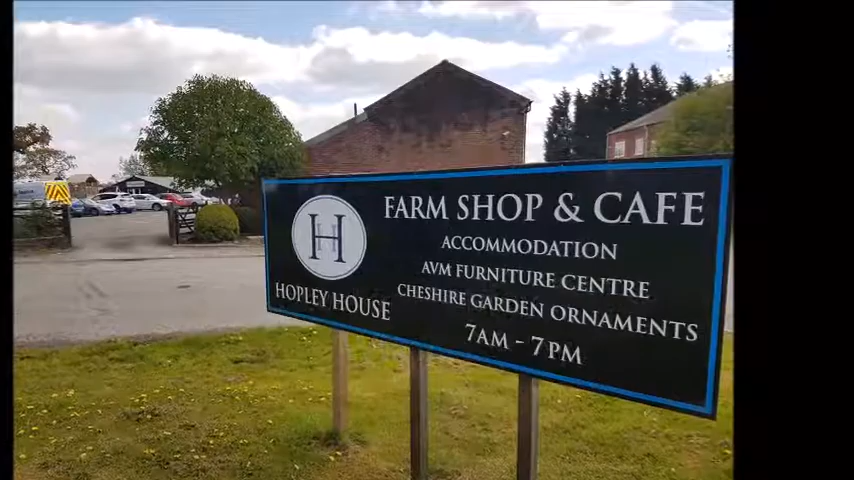 H
HOPLEY HOUSE
FARM SHOP & CAFE
ACCOMMODATION
AVM FURNITURE CENTRE
CHESHIRE GARDEN ORNAMENTS
7AM - 7PM